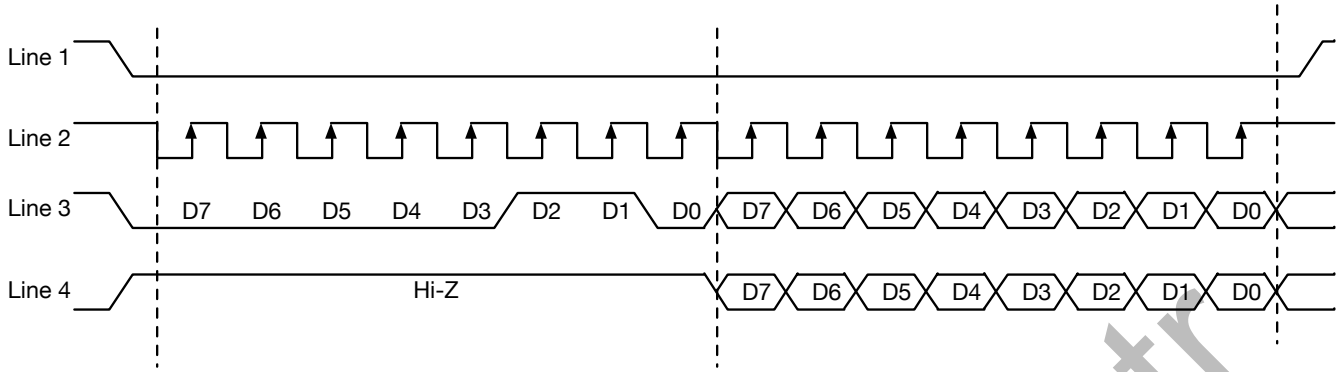 Line 1
Line 2
Line 3 D7 D6 D5 D4 D3 D2 D1 D0 D7 D6 D5 D4 D3 D2 D1 D0
Line 4 Hi-Z D7 D6 D5 D4 D3 D2 D1 D0
tr